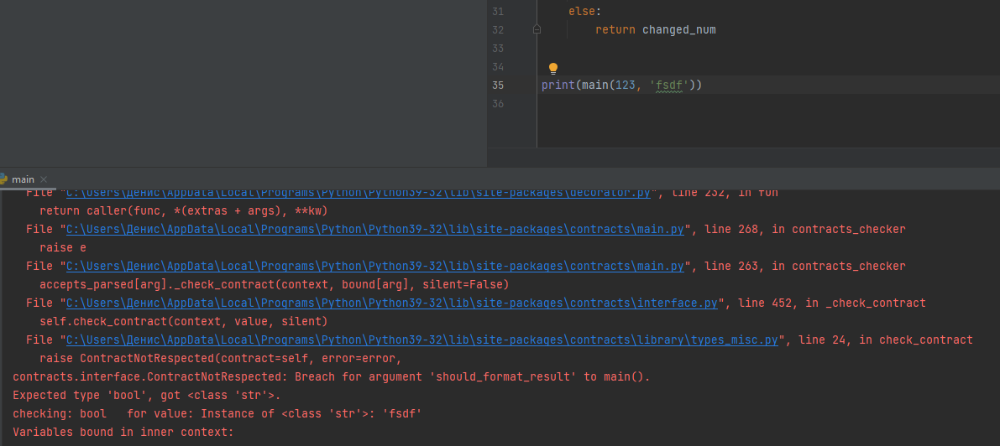 31 else:
32 return changed_num
33
34
35 print(main(123, 'fsdf'))
36
main
File "C:\Users\Денис\AppData\Local\Programs\Python\Python39-32\lib\site-packages\decorator.py", line 232, in fun
return caller(func, *(extras + args), **kw)
File "C:\Users\Денис\AppData\Local\Programs\Python\Python39-32\lib\site-packages\contracts\main.py", line 268, in contracts_checker
raise e
File "C:\Users\Денис\AppData\Local\Programs\Python\Python39-32\lib\site-packages\contracts\main.py", line 263, in contracts_checker
accepts_parsed[arg]._check_contract(context, bound[arg], silent=False)
File "C:\Users\Денис\AppData\Local\Programs\Python\Python39-32\lib\site-packages\contracts\interface.py", line 452, in _check_contract
self.check_contract(context, value, silent)
File "C:\Users\Денис\AppData\Local\Programs\Python\Python39-32\lib\site-packages\contracts\library\types_misc.py", line 24, in check_contract
raise ContractNotRespected(contract=self, error=error,
contracts.interface.ContractNotRespected: Breach for argument 'should_format_result' to main().
Expected type 'bool', got <class 'str'>.
checking: bool   for value: Instance of <class 'str'>: 'fsdf'
Variables bound in inner context: